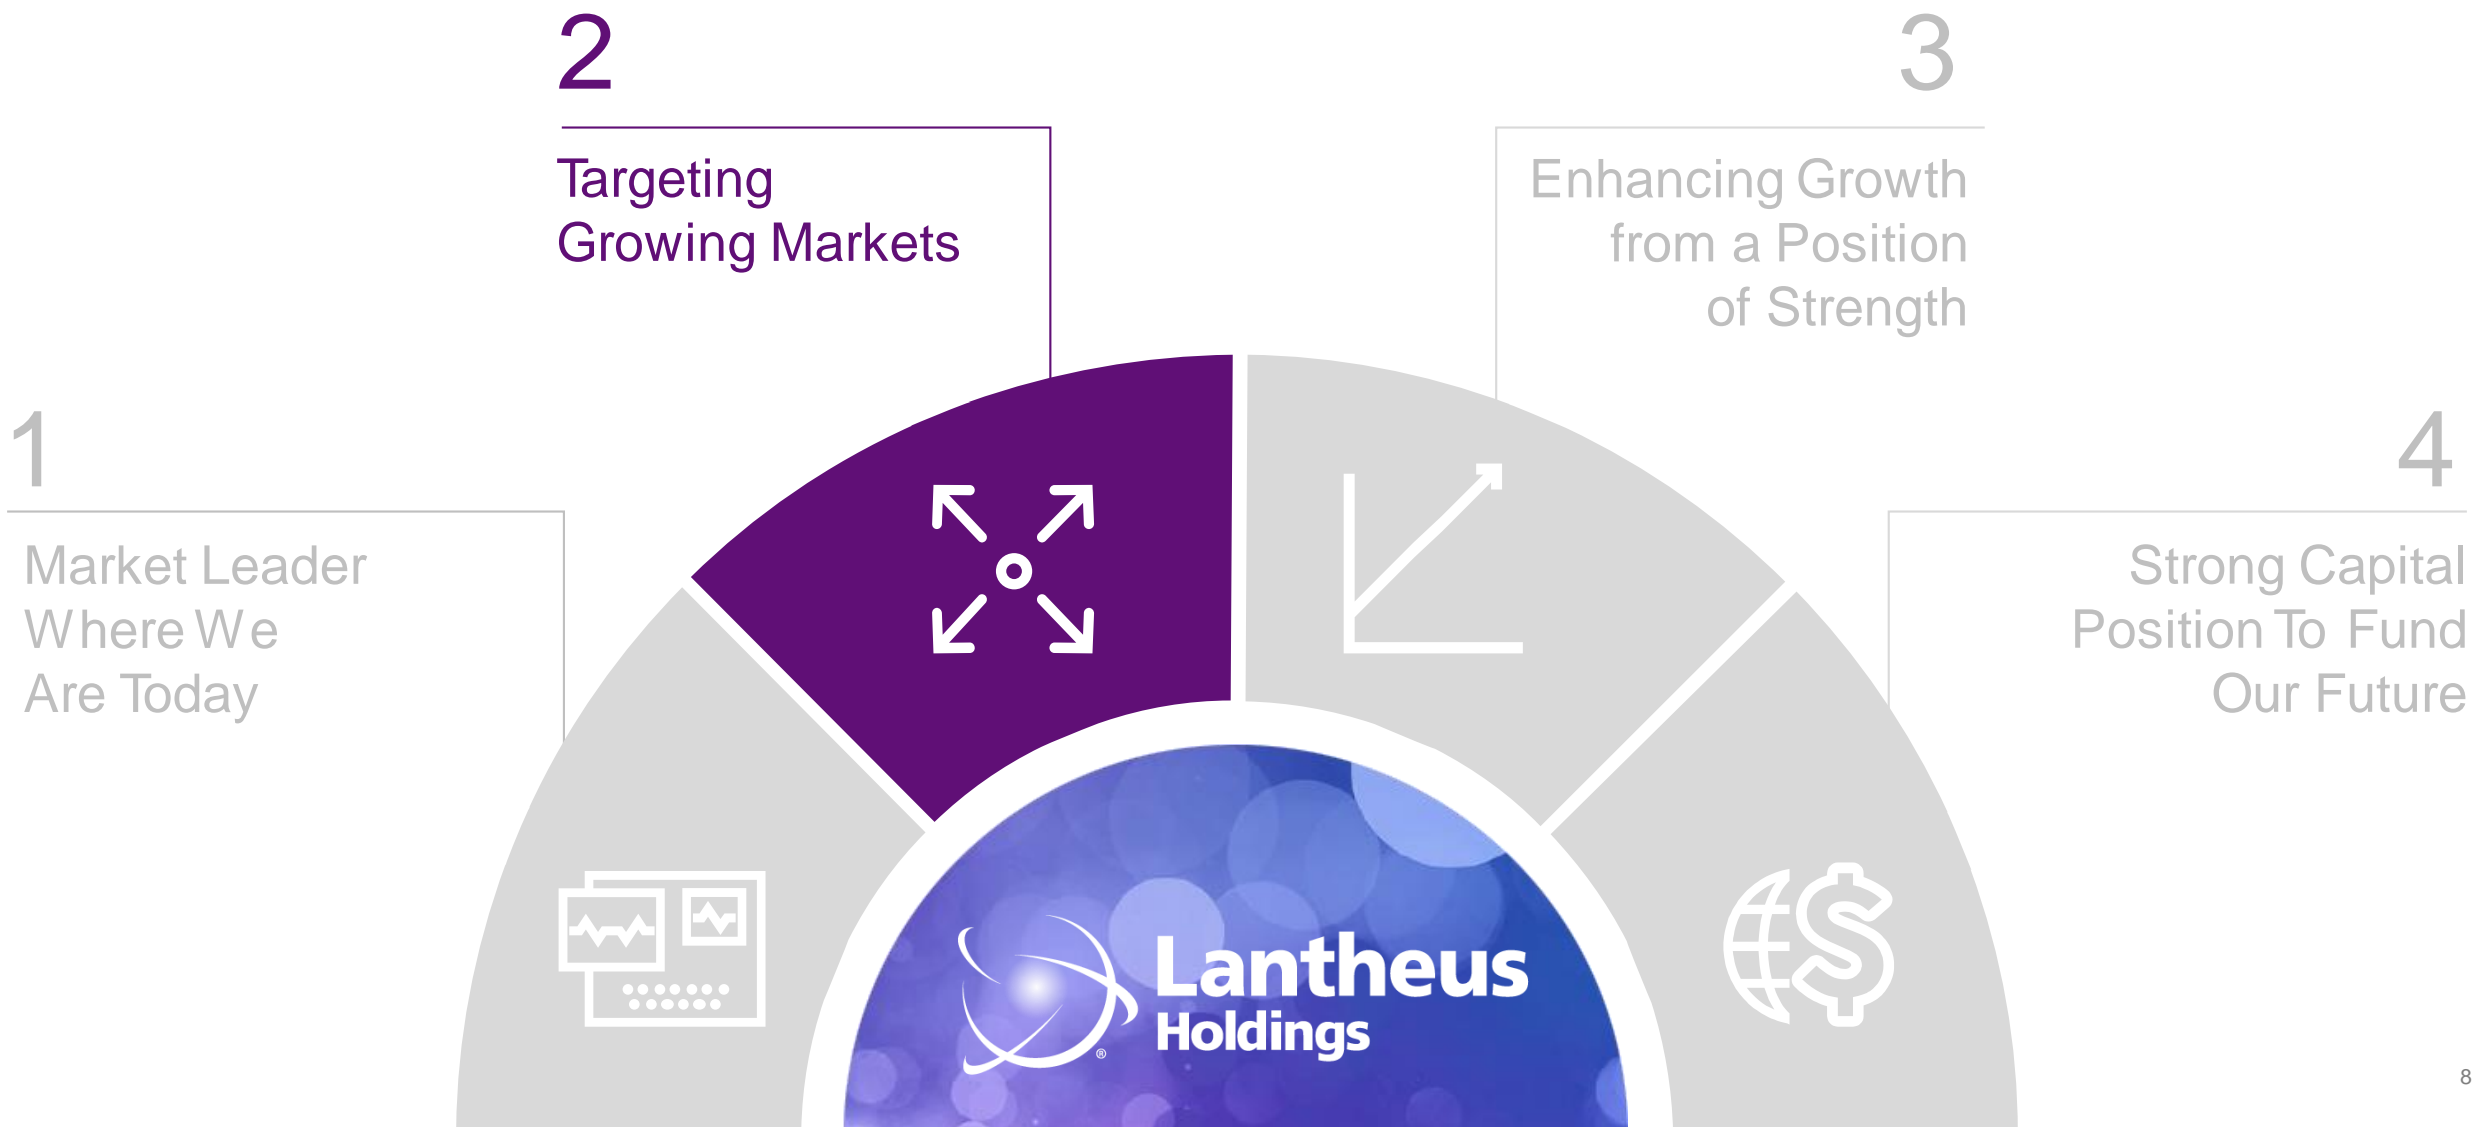 2
Targeting
Growing Markets
3
Enhancing Growth
from a Position
of Strength
1
Market Leader
Where We
Are Today
4
Strong Capital
Position To Fund
Our Future
Lantheus
Holdings
®
8